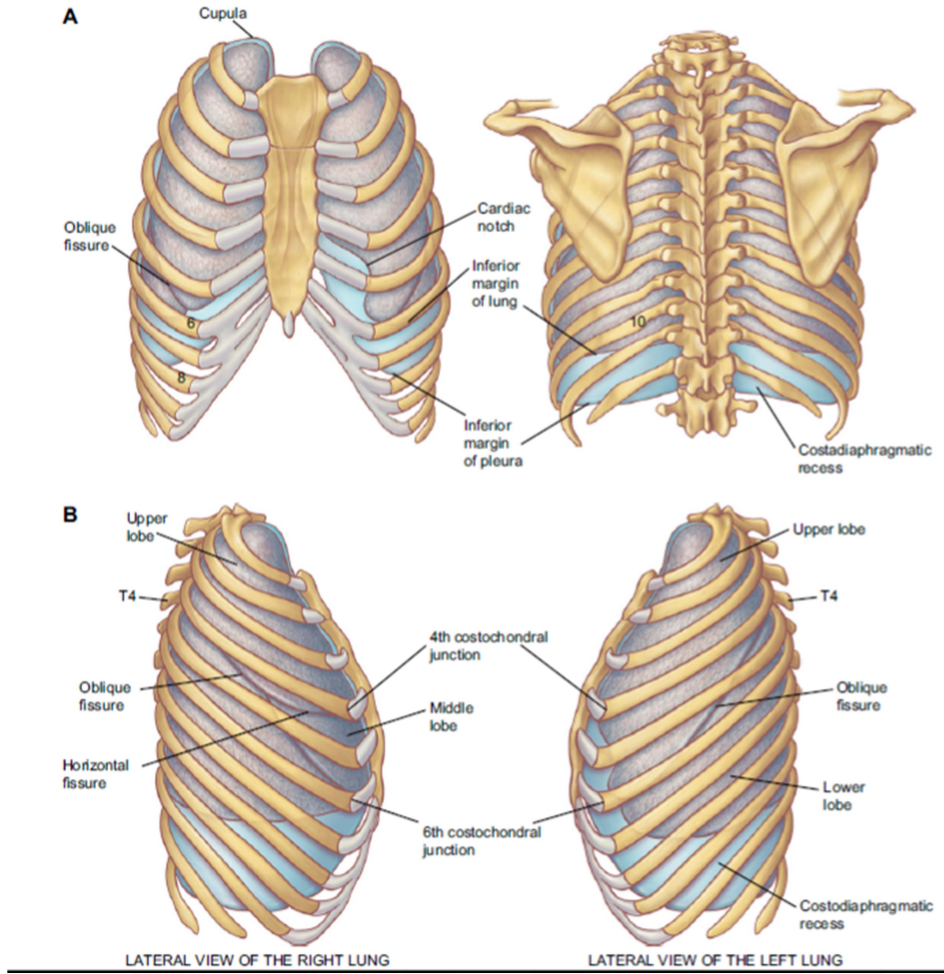 A
Cupula
Oblique
fissure
6
8
Cardiac
notch
Inferior
margin
of lung
10
Inferior
margin
of pleura
Costadiaphragmatic
recess
B
Upper
lobe
T4
Oblique
fissure
Horizontal
fissure
4th costochondral
junction
Middle
lobe
6th costochondral
junction
Upper lobe
T4
Oblique
fissure
Lower
lobe
Costodiaphragmatic
recess
LATERAL VIEW OF THE RIGHT LUNG
LATERAL VIEW OF THE LEFT LUNG